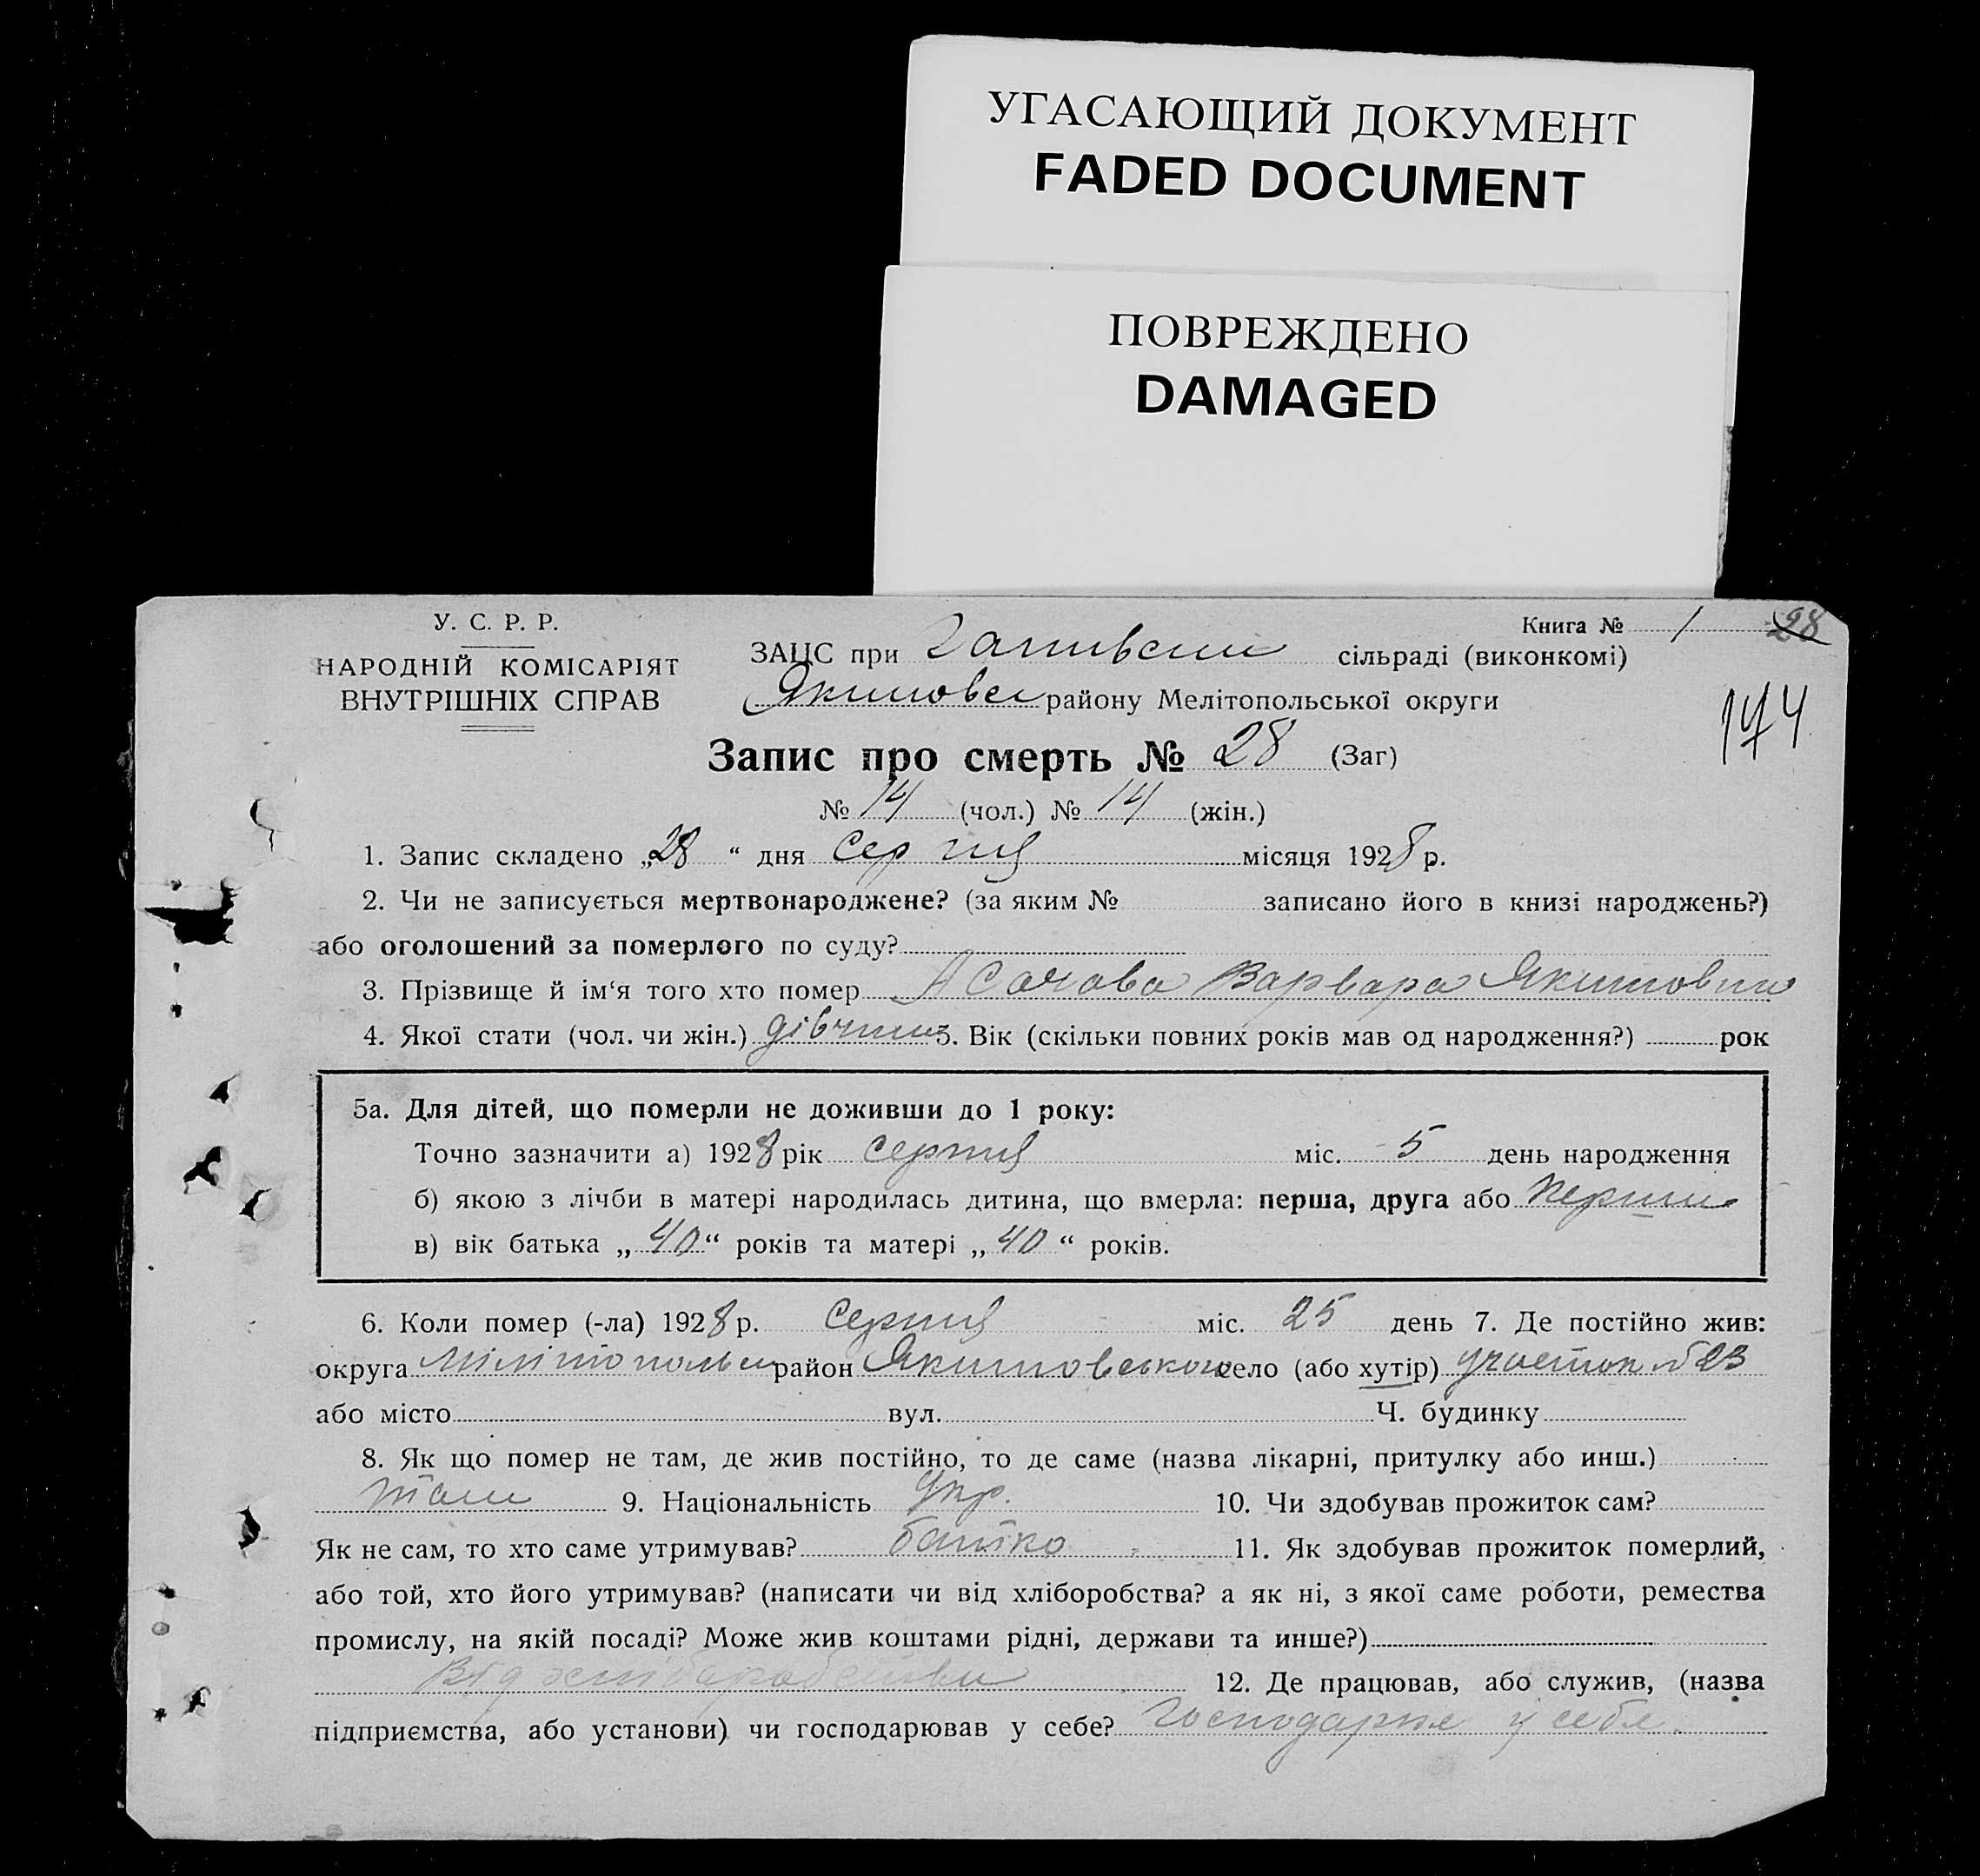 УГАСАЮЩИЙ ДОКУМЕНТ
FADED DOCUMENT
ПОВРЕЖДЕНО
DAMAGED
У. С. Р. Р.
НАРОДНІЙ КОМІСАРІЯТ
ВНУТРІШНІХ СПРАВ
Книга № 1 28
ЗАЦС при сільраді (виконкомі)
району Мелітопольської округи
174
Запис про смерть № 28 (Заг)
№ 14 (чол.) № 14 (жін.)
1. Запис складено „28“ дня серпня місяця 1928 р.
2. Чи не записується мертвонароджене? (за яким № записано його в книзі народжень?)
або оголошений за померлого по суду?
3. Прізвище й ім‘я того хто помер Варвара
4. Якої стати (чол. чи жін.) дівчина 5. Вік (скільки повних років мав од народження?) рок
5а. Для дітей, що померли не доживши до 1 року:
Точно зазначити а) 1928 рік серпня міс. 5 день народження
б) якою з лічби в матері народилась дитина, що вмерла: перша, друга або
в) вік батька „40“ років та матері „40“ років.
6. Коли помер (-ла) 1928 р. Серпня міс. 25 день 7. Де постійно жив:
округа район Якимовською село (або хутір) участок № 23
або місто вул. Ч. будинку
8. Як що помер не там, де жив постійно, то де саме (назва лікарні, притулку або инш.)
там 9. Національність Укр. 10. Чи здобував прожиток сам?
Як не сам, то хто саме утримував? батько 11. Як здобував прожиток померлий,
або той, хто його утримував? (написати чи від хліборобства? а як ні, з якої саме роботи, ремества
промислу, на якій посаді? Може жив коштами рідні, держави та инше?)
Від хліборобства 12. Де працював, або служив, (назва
підприємства, або установи) чи господарював у себе? у себе.